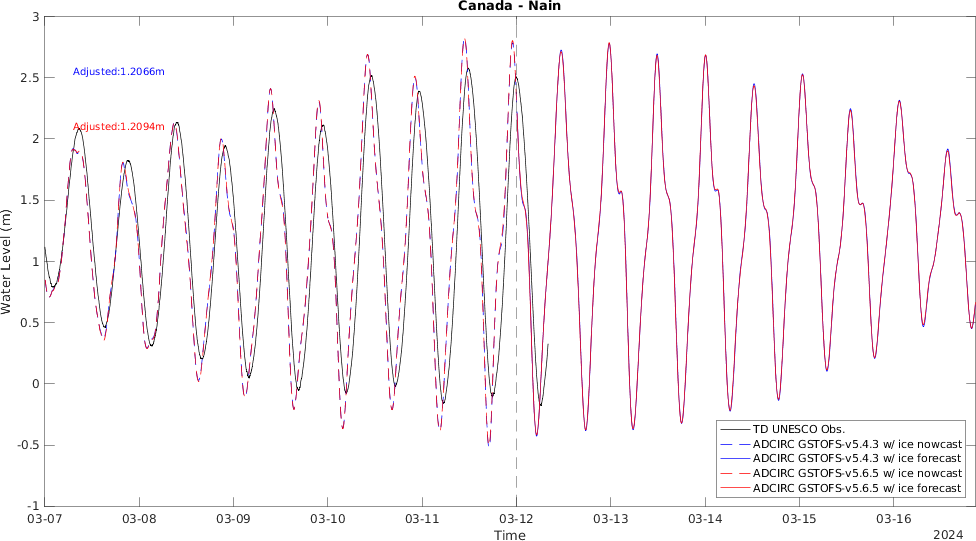 Canada - Nain
3
2.5
2
1.5
1
0.5
0
-0.5
-1
Water Level (m)
Adjusted:1.2066m
Adjusted:1.2094m
TD UNESCO Obs.
ADCIRC GSTOFS-v5.4.3 w/ ice nowcast
ADCIRC GSTOFS-v5.4.3 w/ ice forecast
ADCIRC GSTOFS-v5.6.5 w/ ice nowcast
ADCIRC GSTOFS-v5.6.5 w/ ice forecast
03-07 03-08 03-09 03-10 03-11 03-12 03-13 03-14 03-15 03-16
Time
2024